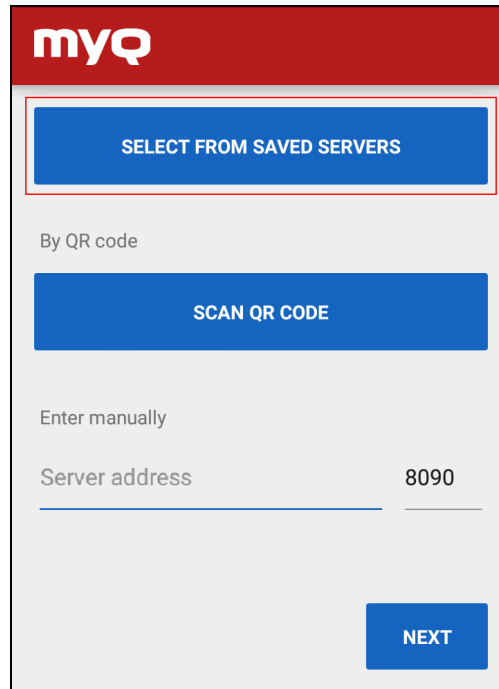 myQ
SELECT FROM SAVED SERVERS
By QR code
SCAN QR CODE
Enter manually
Server address 8090
NEXT